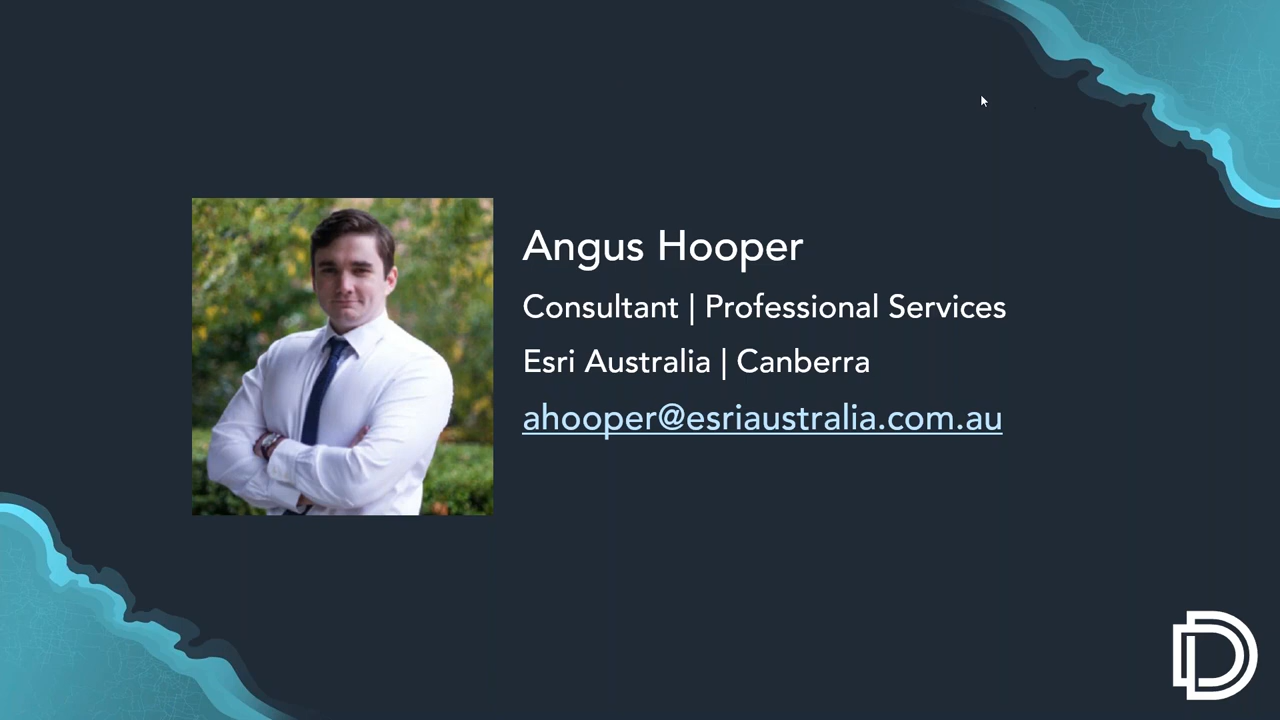 Angus Hooper
Consultant | Professional Services
Esri Australia | Canberra
ahooper@esriaustralia.com.au